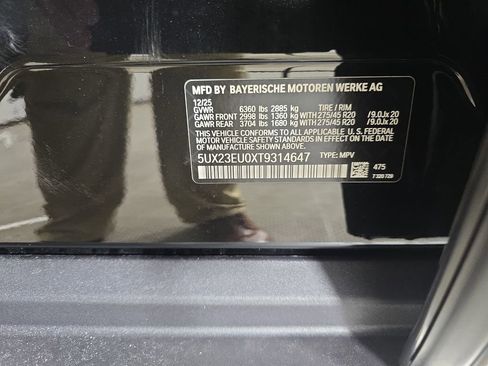 MFD BY BAYERISCHE MOTOREN WERKE AG
12/25
GVWR 6360 lbs 2885 kg TIRE / RIM
GAWR FRONT 2998 lbs 1360 kg WITH 275/45 R20 /9.0Jx 20
GAWR REAR 3704 lbs 1680 kg WITH 275/45 R20 /9.0Jx 20
THIS VEHICLE CONFORMS TO ALL APPLICABLE U.S. FEDERAL
MOTOR VEHICLE SAFETY STANDARDS IN EFFECT ON THE DATE
OF MANUFACTURE SHOWN ABOVE.
5UX23EU0XT9314647 TYPE: MPV
475
7 320 729